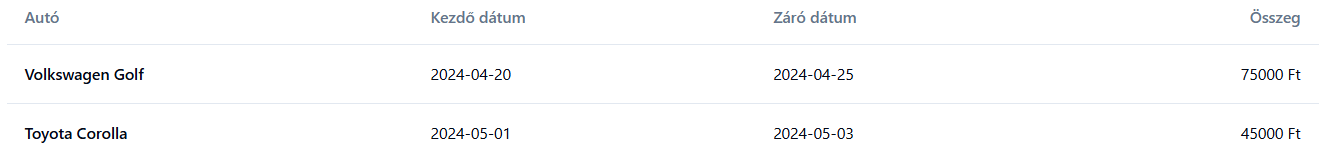 Autó Kezdő dátum Záró dátum Összeg
Volkswagen Golf 2024-04-20 2024-04-25 75000 Ft
Toyota Corolla 2024-05-01 2024-05-03 45000 Ft